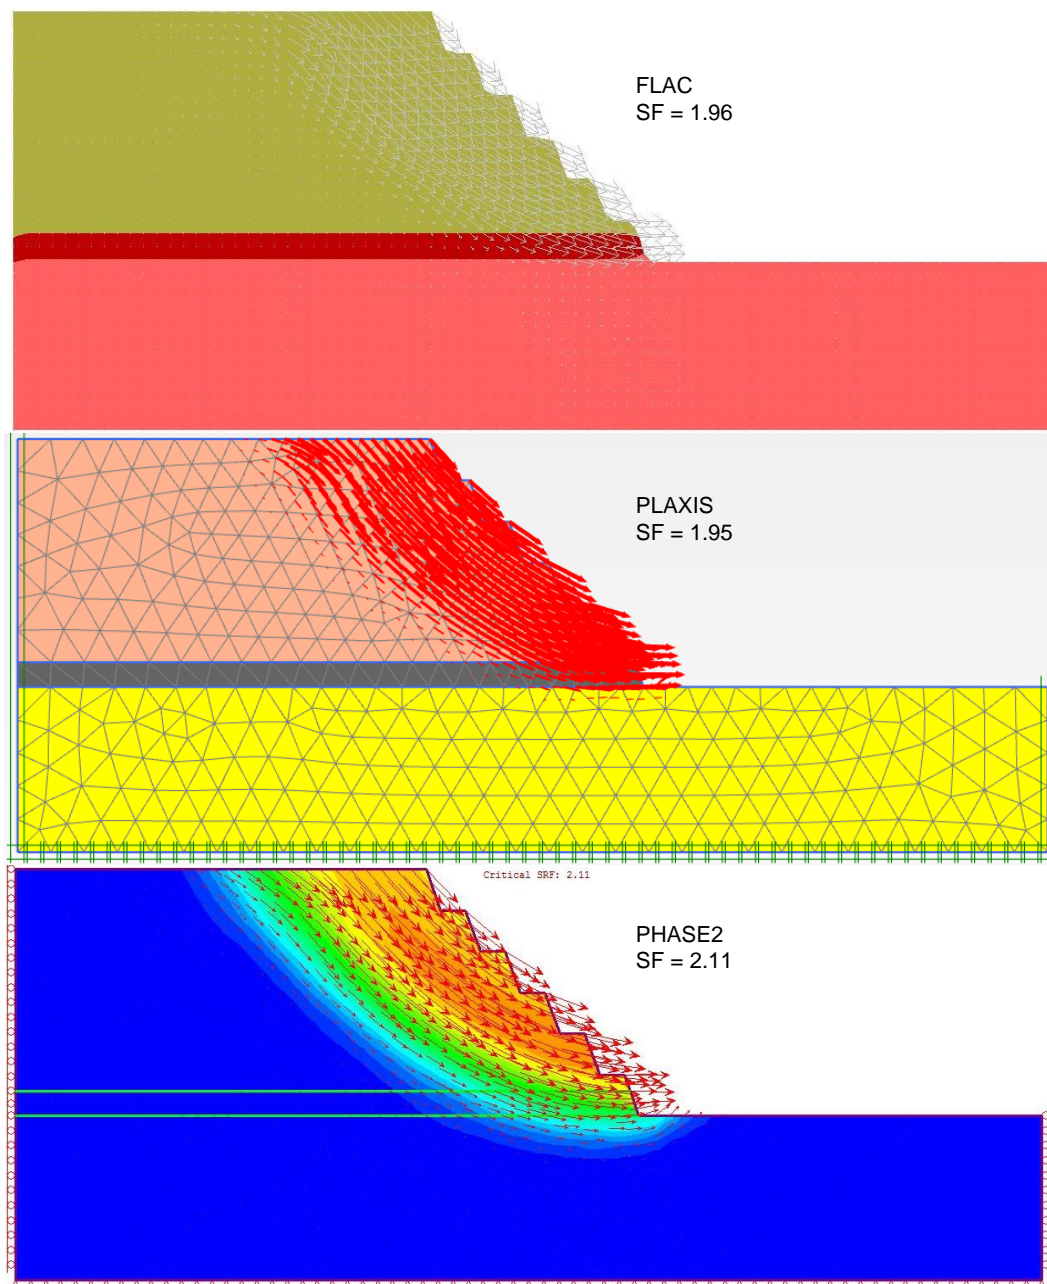 FLAC
SF = 1.96
PLAXIS
SF = 1.95
Critical SRF: 2.11
PHASE2
SF = 2.11